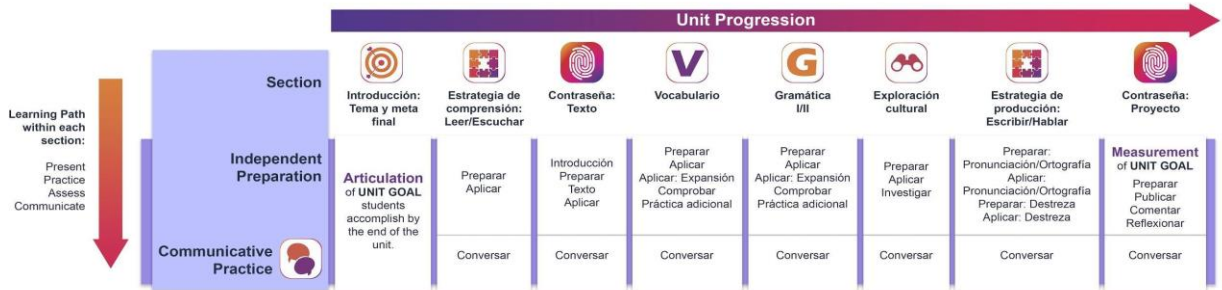 Unit Progression
Learning Path
within each
section:
Present
Practice
Assess
Communicate
Section
Independent
Preparation
Communicative
Practice
Introducción:
Tema y meta
final
Articulation
of UNIT GOAL
students
accomplish by
the end of the
unit.
Estrategia de
comprensión:
Leer/Escuchar
Preparar
Aplicar
Conversar
Contraseña:
Texto
Introducción
Preparar
Texto
Aplicar
Conversar
V
Vocabulario
Preparar
Aplicar
Aplicar: Expansión
Comprobar
Práctica adicional
Conversar
G
Gramática
I/II
Preparar
Aplicar
Aplicar: Expansión
Comprobar
Práctica adicional
Conversar
Exploración
cultural
Preparar
Aplicar
Investigar
Conversar
Estrategia de
producción:
Escribir/Hablar
Preparar:
Pronunciación/Ortografía
Aplicar:
Pronunciación/Ortografía
Preparar: Destreza
Aplicar: Destreza
Conversar
Contraseña:
Proyecto
Measurement
of UNIT GOAL
Preparar
Publicar
Comentar
Reflexionar
Conversar